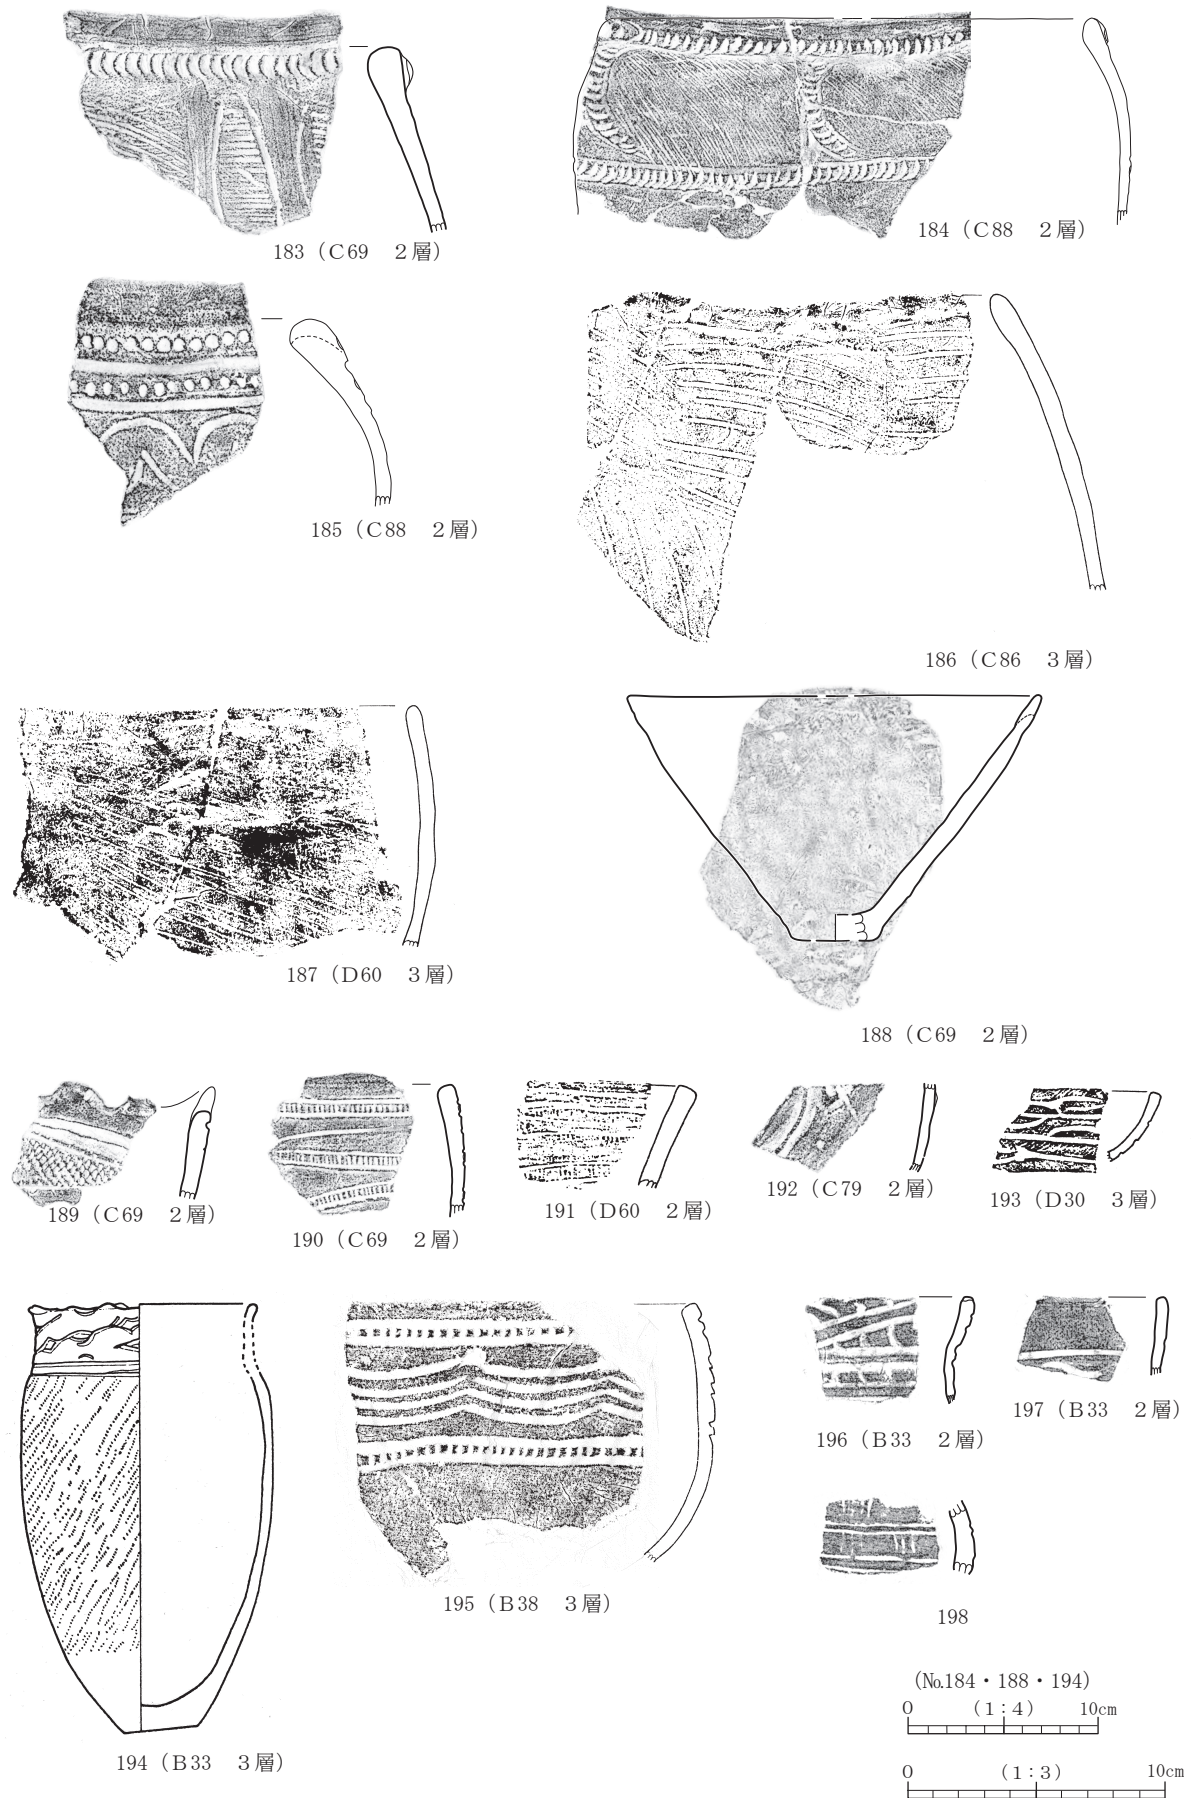 183（C69　2層）
184（C88　2層）
185（C88　2層）
186（C86　3層）
187（D60　3層）
188（C69　2層）
189（C69　2層）
190（C69　2層）
191（D60　2層）
192（C79　2層）
193（D30　3層）
194（B33　3層）
195（B38　3層）
196（B33　2層）
197（B33　2層）
198
（№184・188・194）
0　（1：4）　10cm
0　（1：3）　10cm